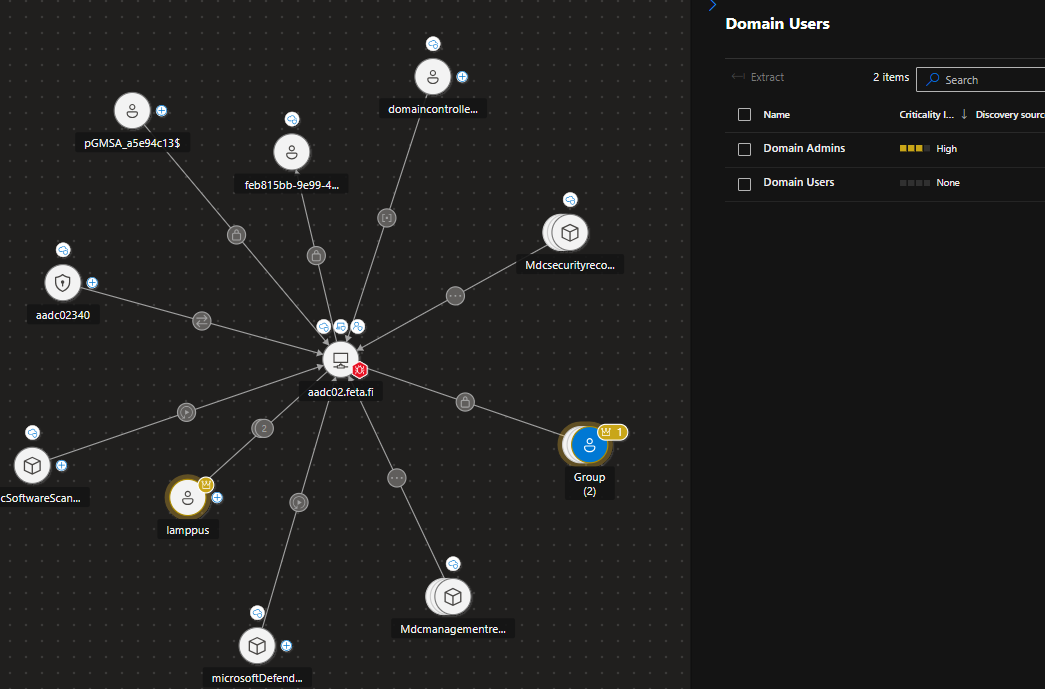 Domain Users
Extract
2 items
Search
Name
Criticality l...
Discovery sourc
Domain Admins
High
Domain Users
None
domaincontrolle...
pGMSA_a5e94c13$
feb815bb-9e99-4...
Mdcsecurityreco...
aadc02340
aadc02.feta.fi
1
2
Group
(2)
cSoftwareScan...
lamppus
Mdcmanagementre...
microsoftDefend...